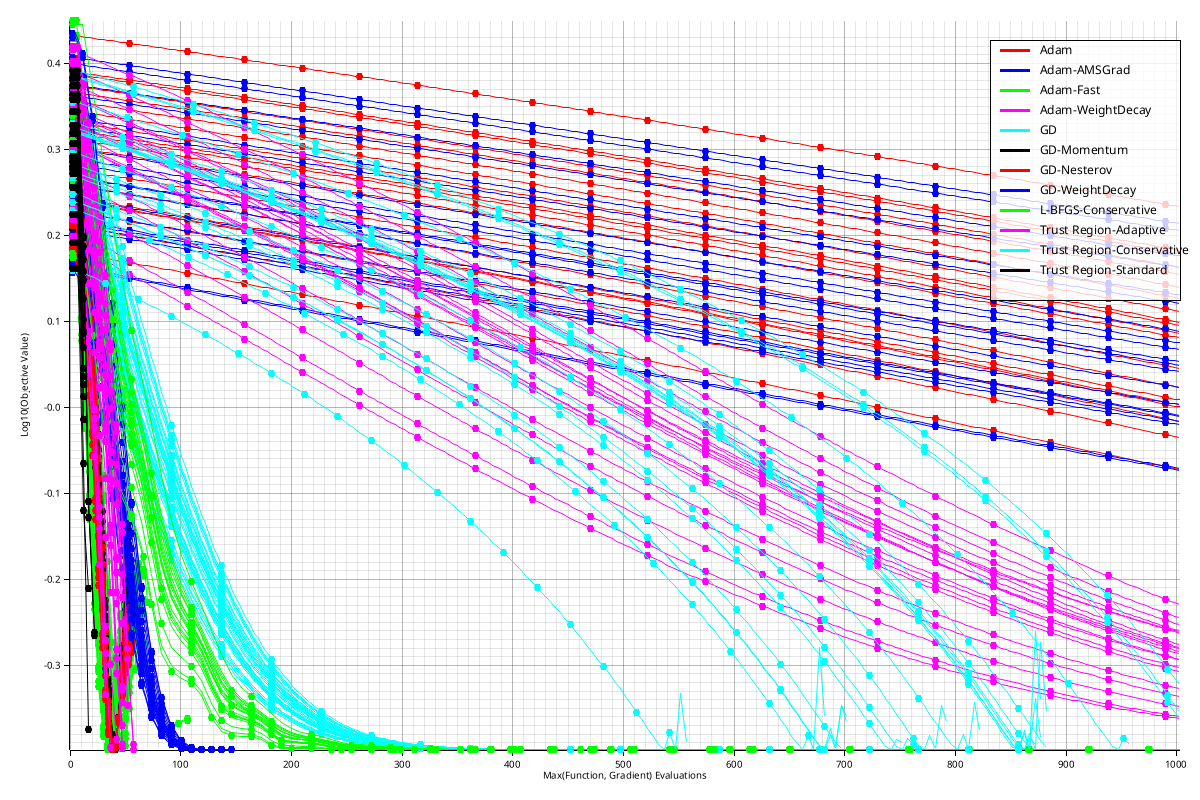 0.4
0.3
0.2
0.1
-0.0
-0.1
-0.2
-0.3
Log10(Objective Value)
0
100
200
300
400
500
600
700
800
900
1000
Max(Function, Gradient) Evaluations
Adam
Adam-AMSGrad
Adam-Fast
Adam-WeightDecay
GD
GD-Momentum
GD-Nesterov
GD-WeightDecay
L-BFGS-Conservative
Trust Region-Adaptive
Trust Region-Conservative
Trust Region-Standard